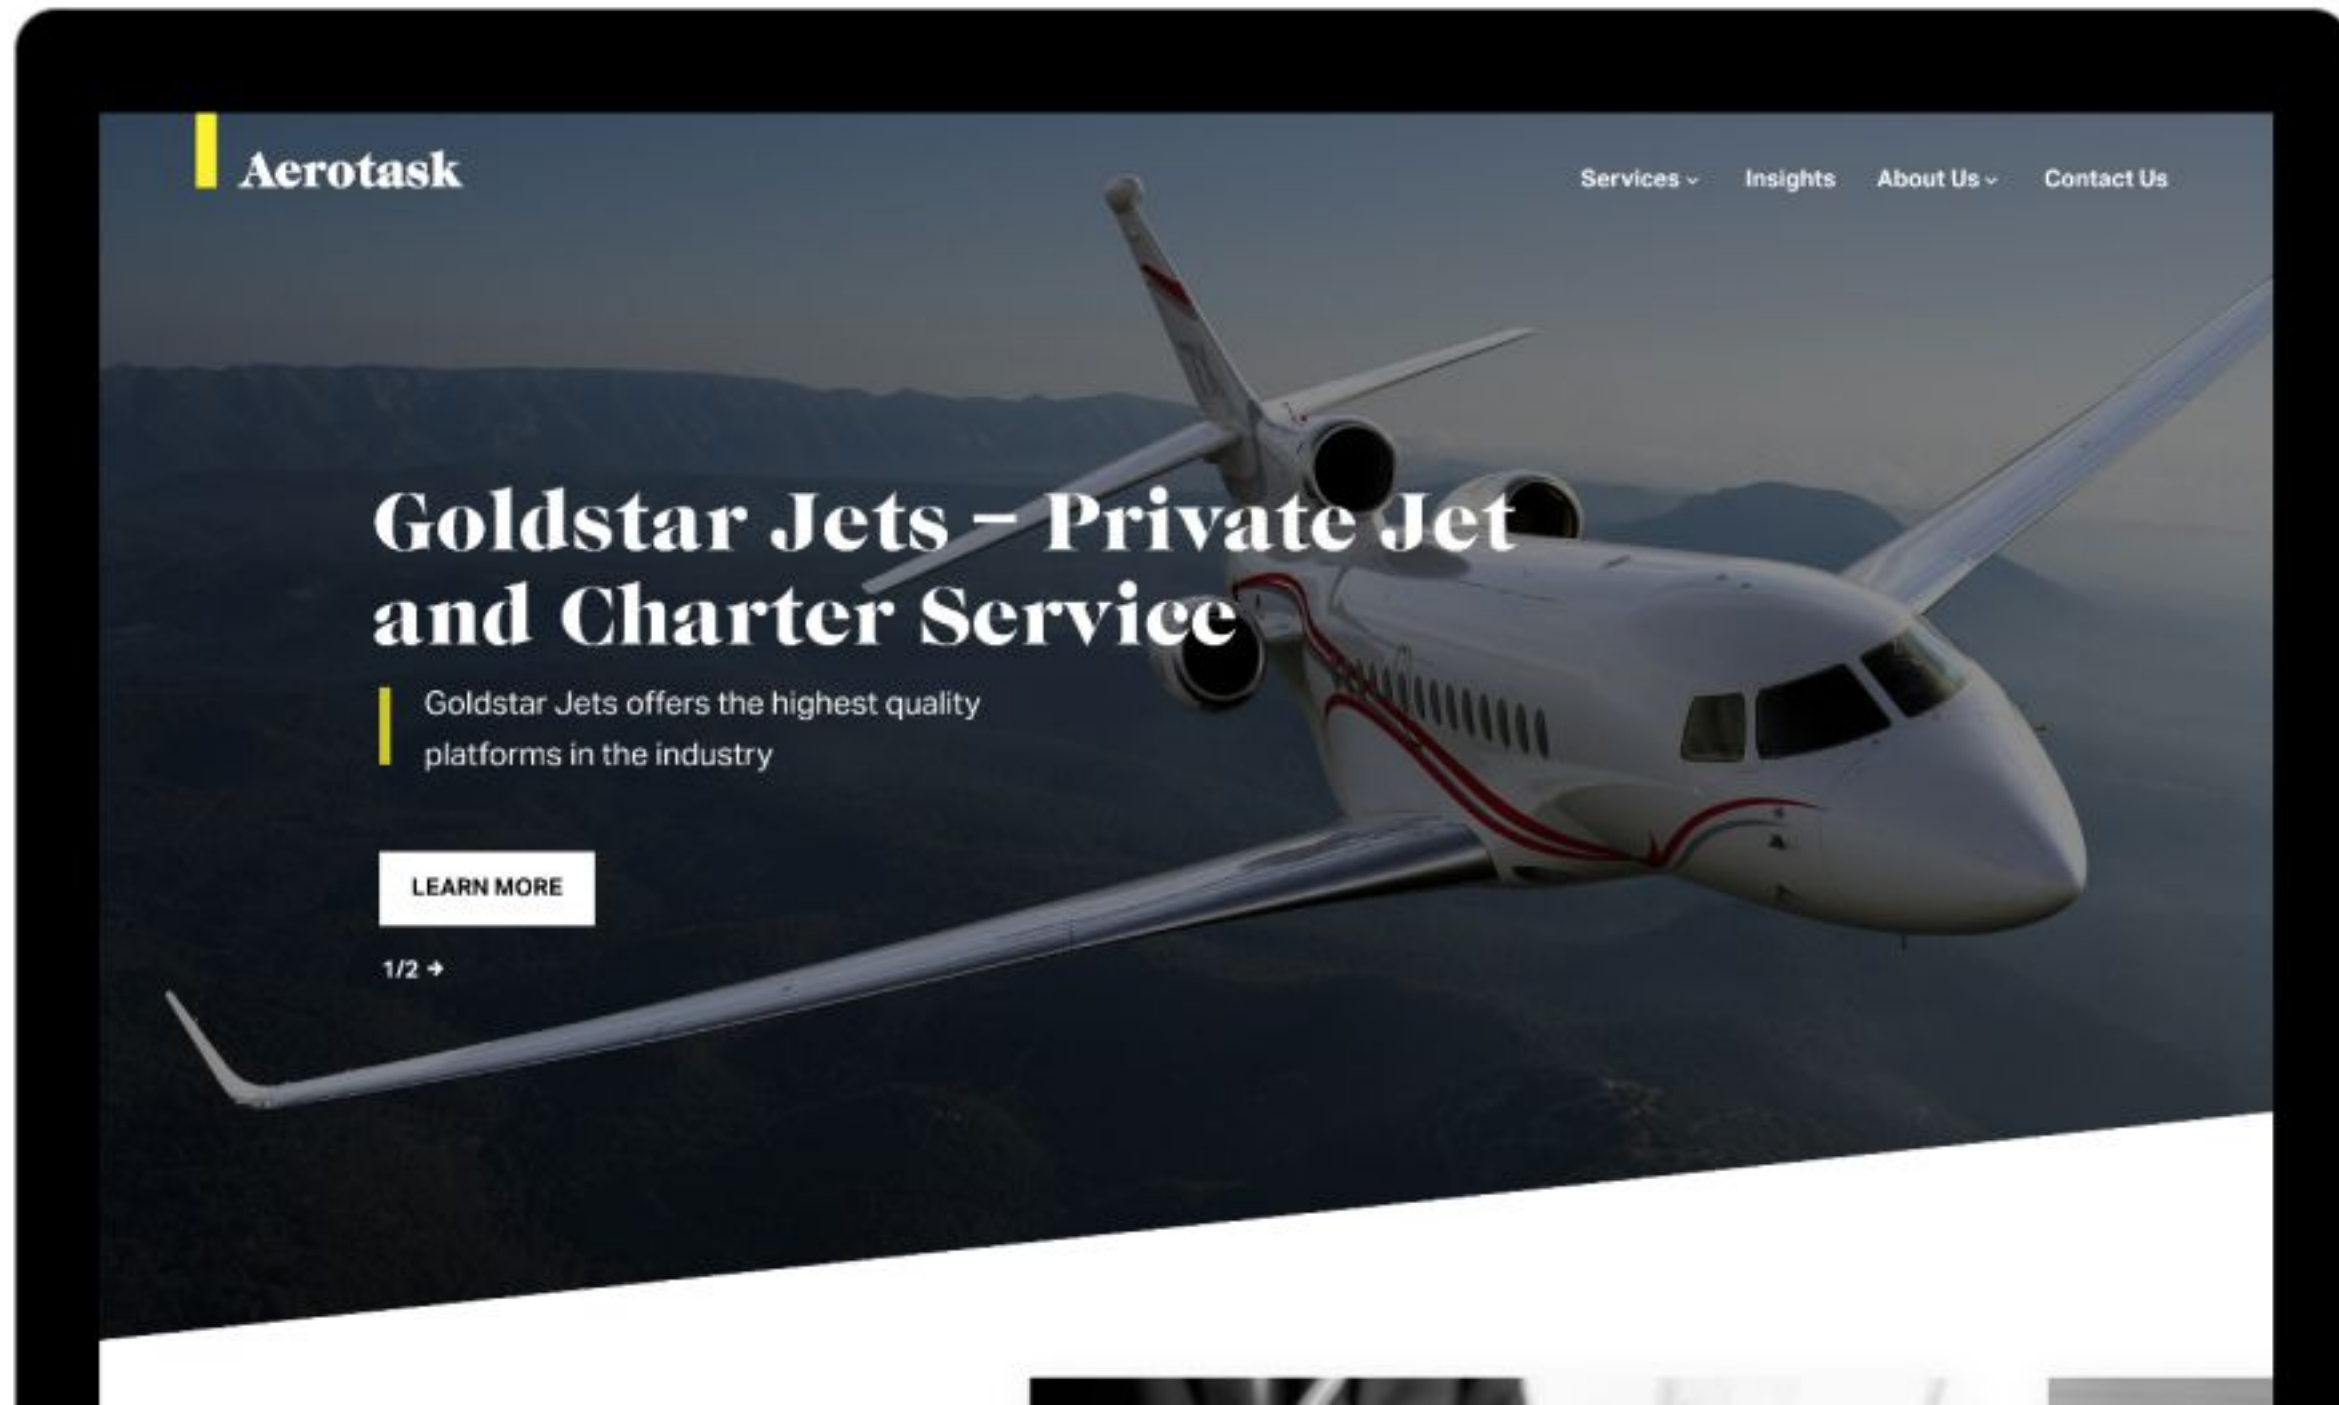 Aerotask
Services Insights About Us Contact Us
Goldstar Jets – Private Jet
and Charter Service
Goldstar Jets offers the highest quality
platforms in the industry
LEARN MORE
1/2 →